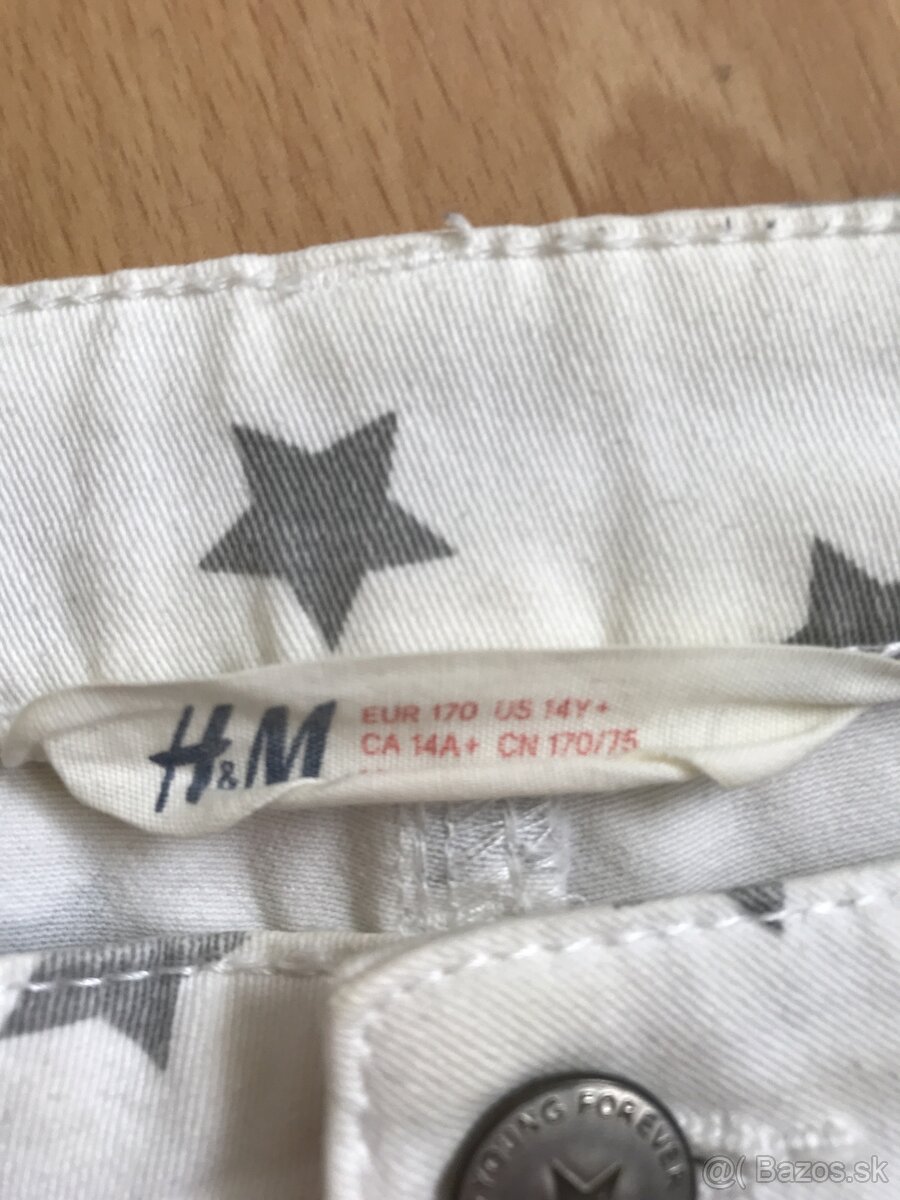 H&M
EUR 170 US 14Y+
CA 14A+ CN 170/75
YOUNG FOREVER
@( Bazos.sk